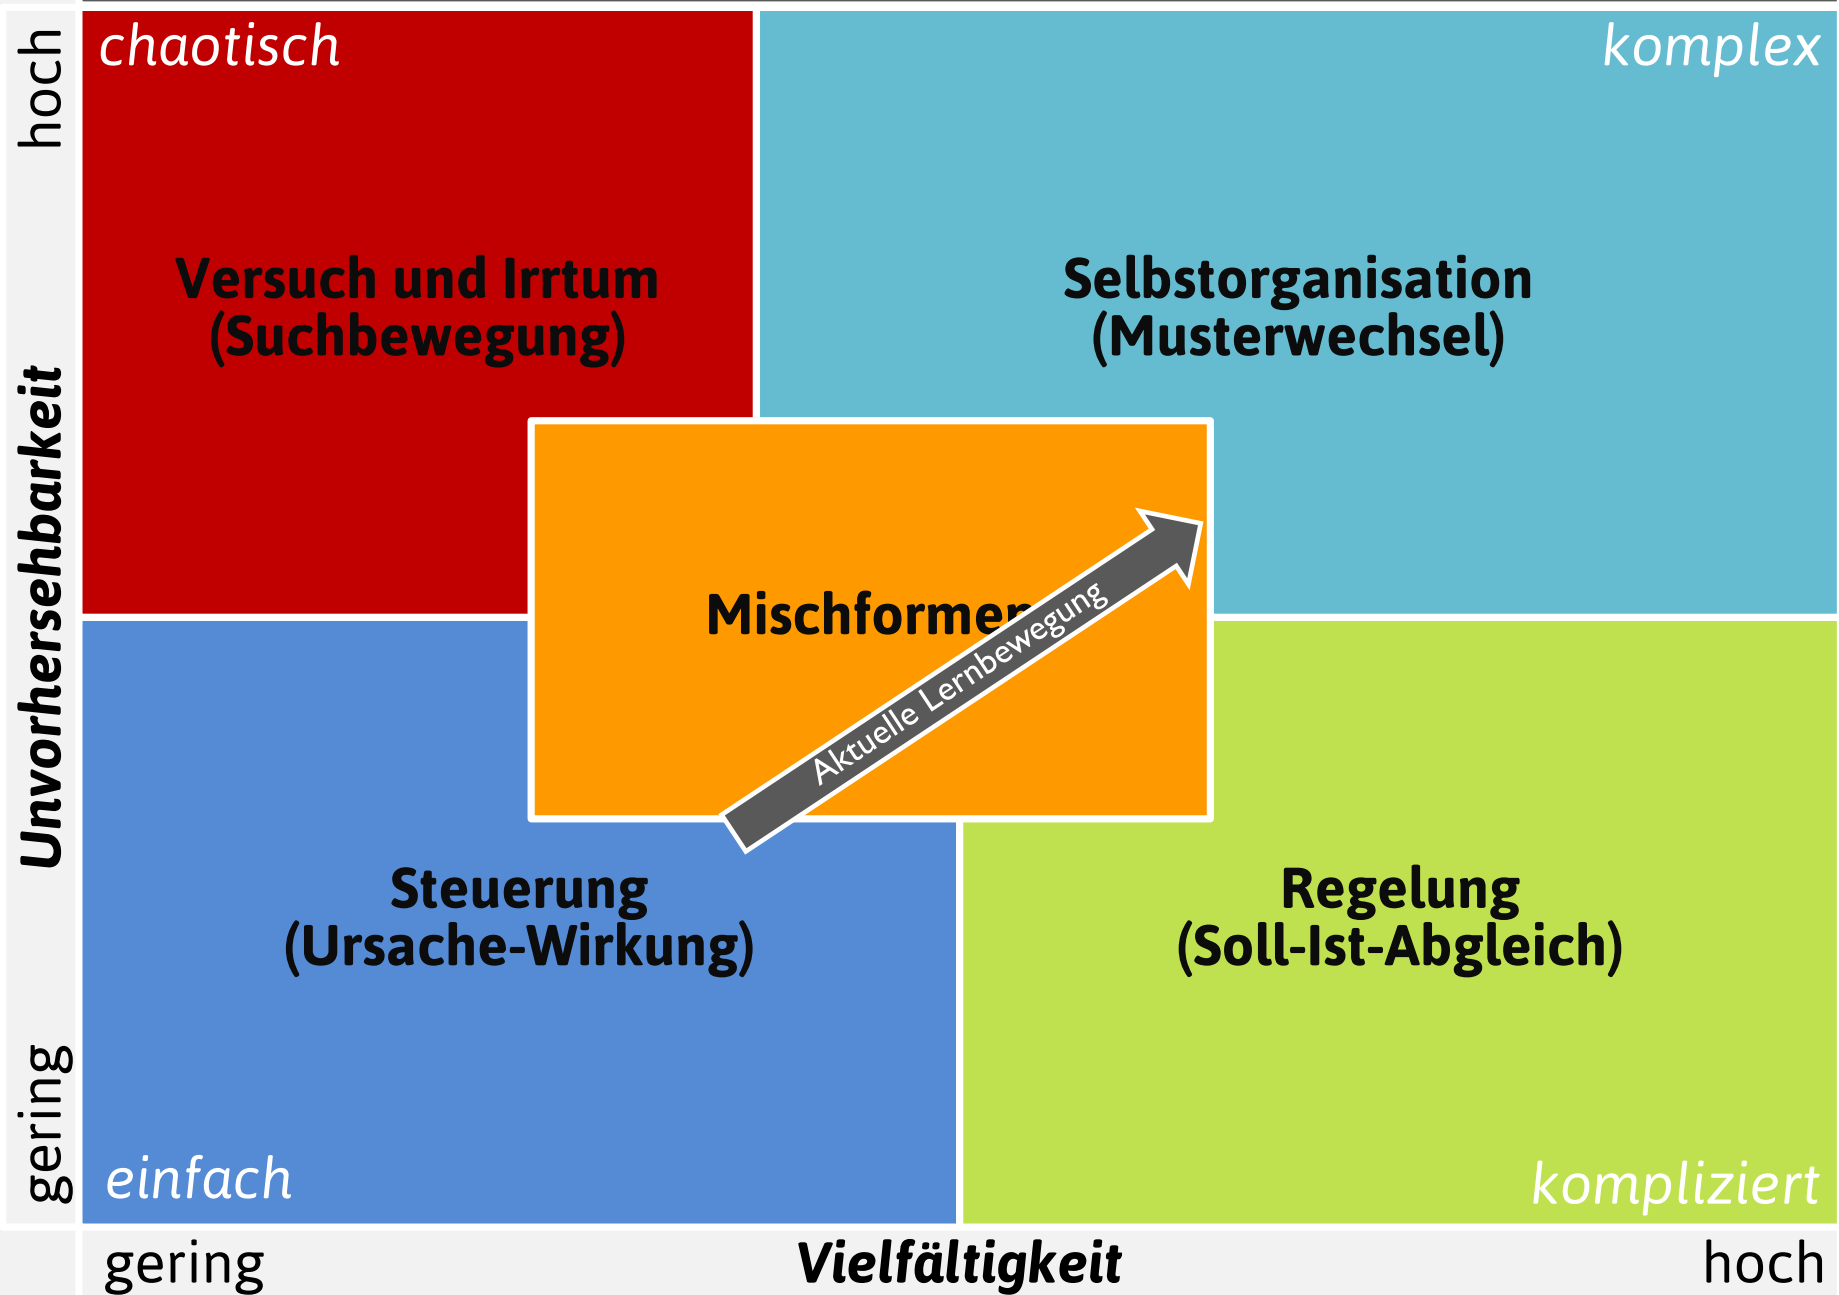 chaotisch
komplex
hoch
Versuch und Irrtum
(Suchbewegung)
Selbstorganisation
(Musterwechsel)
Unvorhersehbarkeit
Mischformen
Aktuelle Lernbewegung
Steuerung
(Ursache-Wirkung)
Regelung
(Soll-Ist-Abgleich)
gering
einfach
kompliziert
gering
Vielfältigkeit
hoch